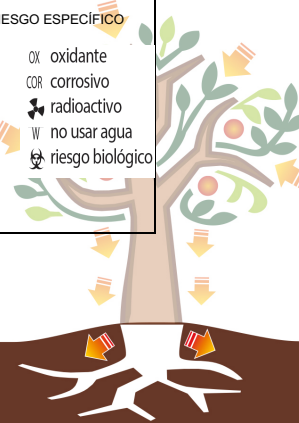 IESGO ESPECÍFICO
OX oxidante
COR corrosivo
radioactivo
W no usar agua
riesgo biológico